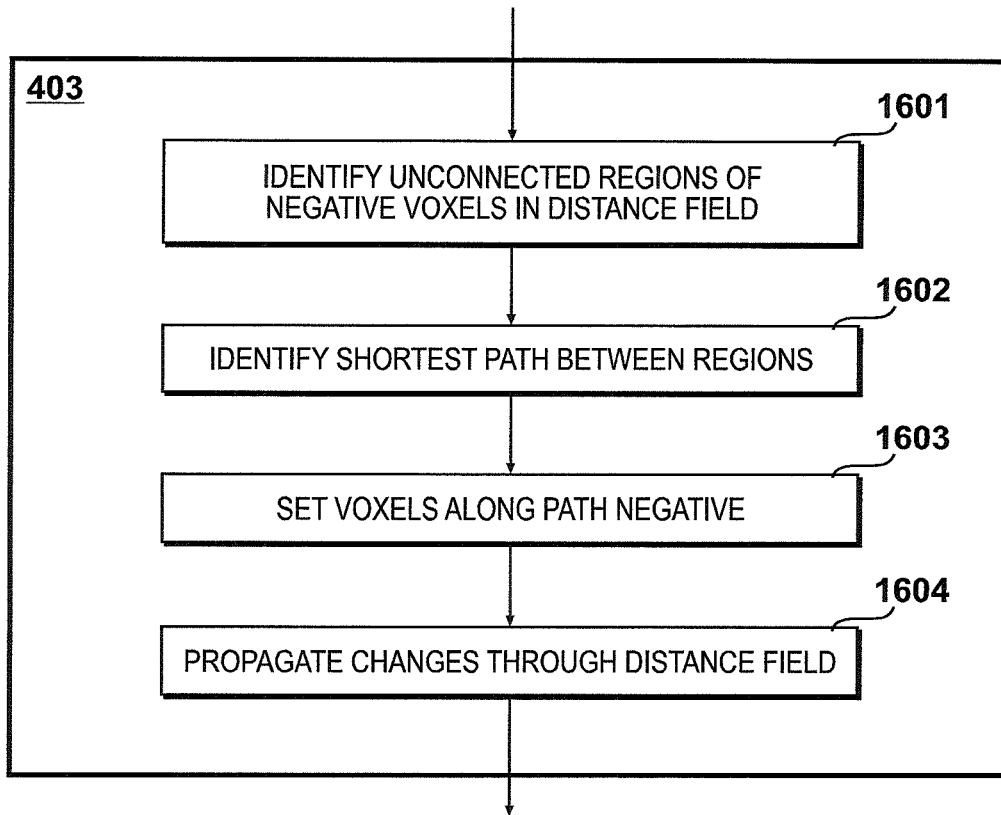 403
1601
IDENTIFY UNCONNECTED REGIONS OF
NEGATIVE VOXELS IN DISTANCE FIELD
1602
IDENTIFY SHORTEST PATH BETWEEN REGIONS
1603
SET VOXELS ALONG PATH NEGATIVE
1604
PROPAGATE CHANGES THROUGH DISTANCE FIELD